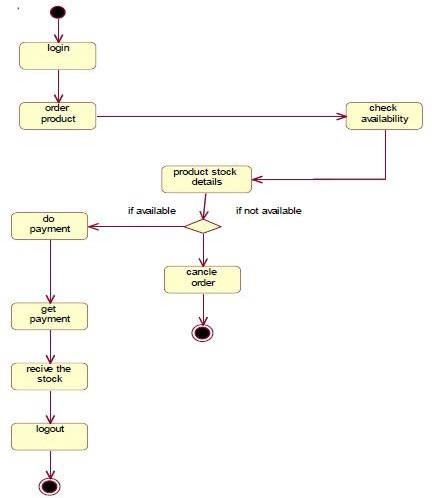 login
order
product
check
availability
product stock
details
if available
if not available
do
payment
cancle
order
get
payment
recive the
stock
logout